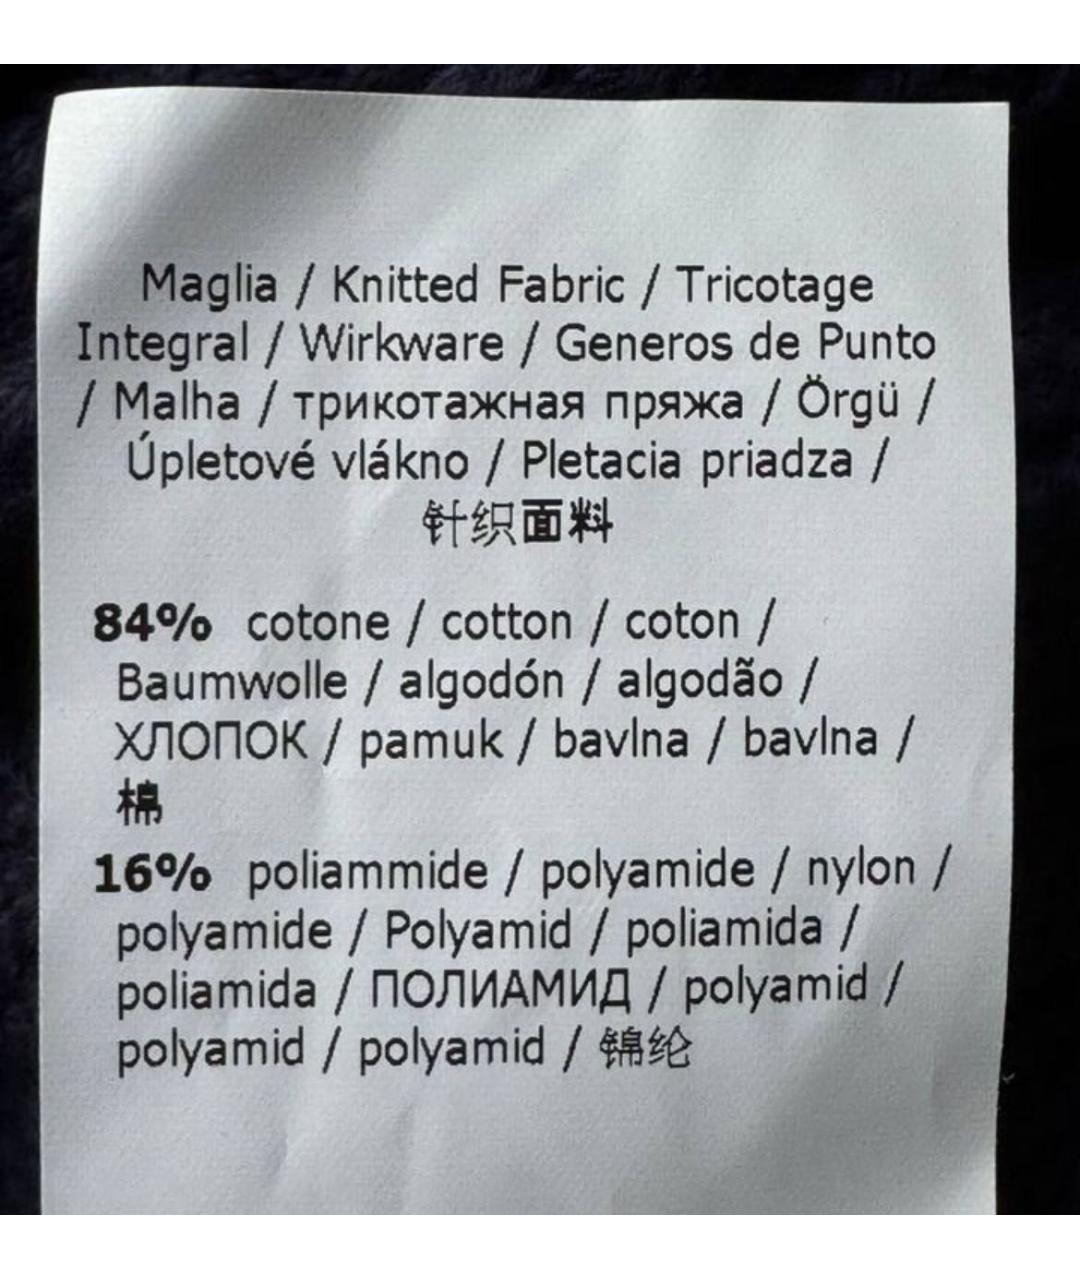 Maglia / Knitted Fabric / Tricotage
Integral / Wirkware / Generos de Punto
/ Malha / трикотажная пряжа / Örgü /
Úpletové vlákno / Pletacia priadza /
针织面料
84% cotone / cotton / coton /
Baumwolle / algodón / algodão /
ХЛОПОК / pamuk / bavlna / bavlna /
棉
16% poliammide / polyamide / nylon /
polyamide / Polyamid / poliamida /
poliamida / ПОЛИАМИД / polyamid /
polyamid / polyamid / 锦纶